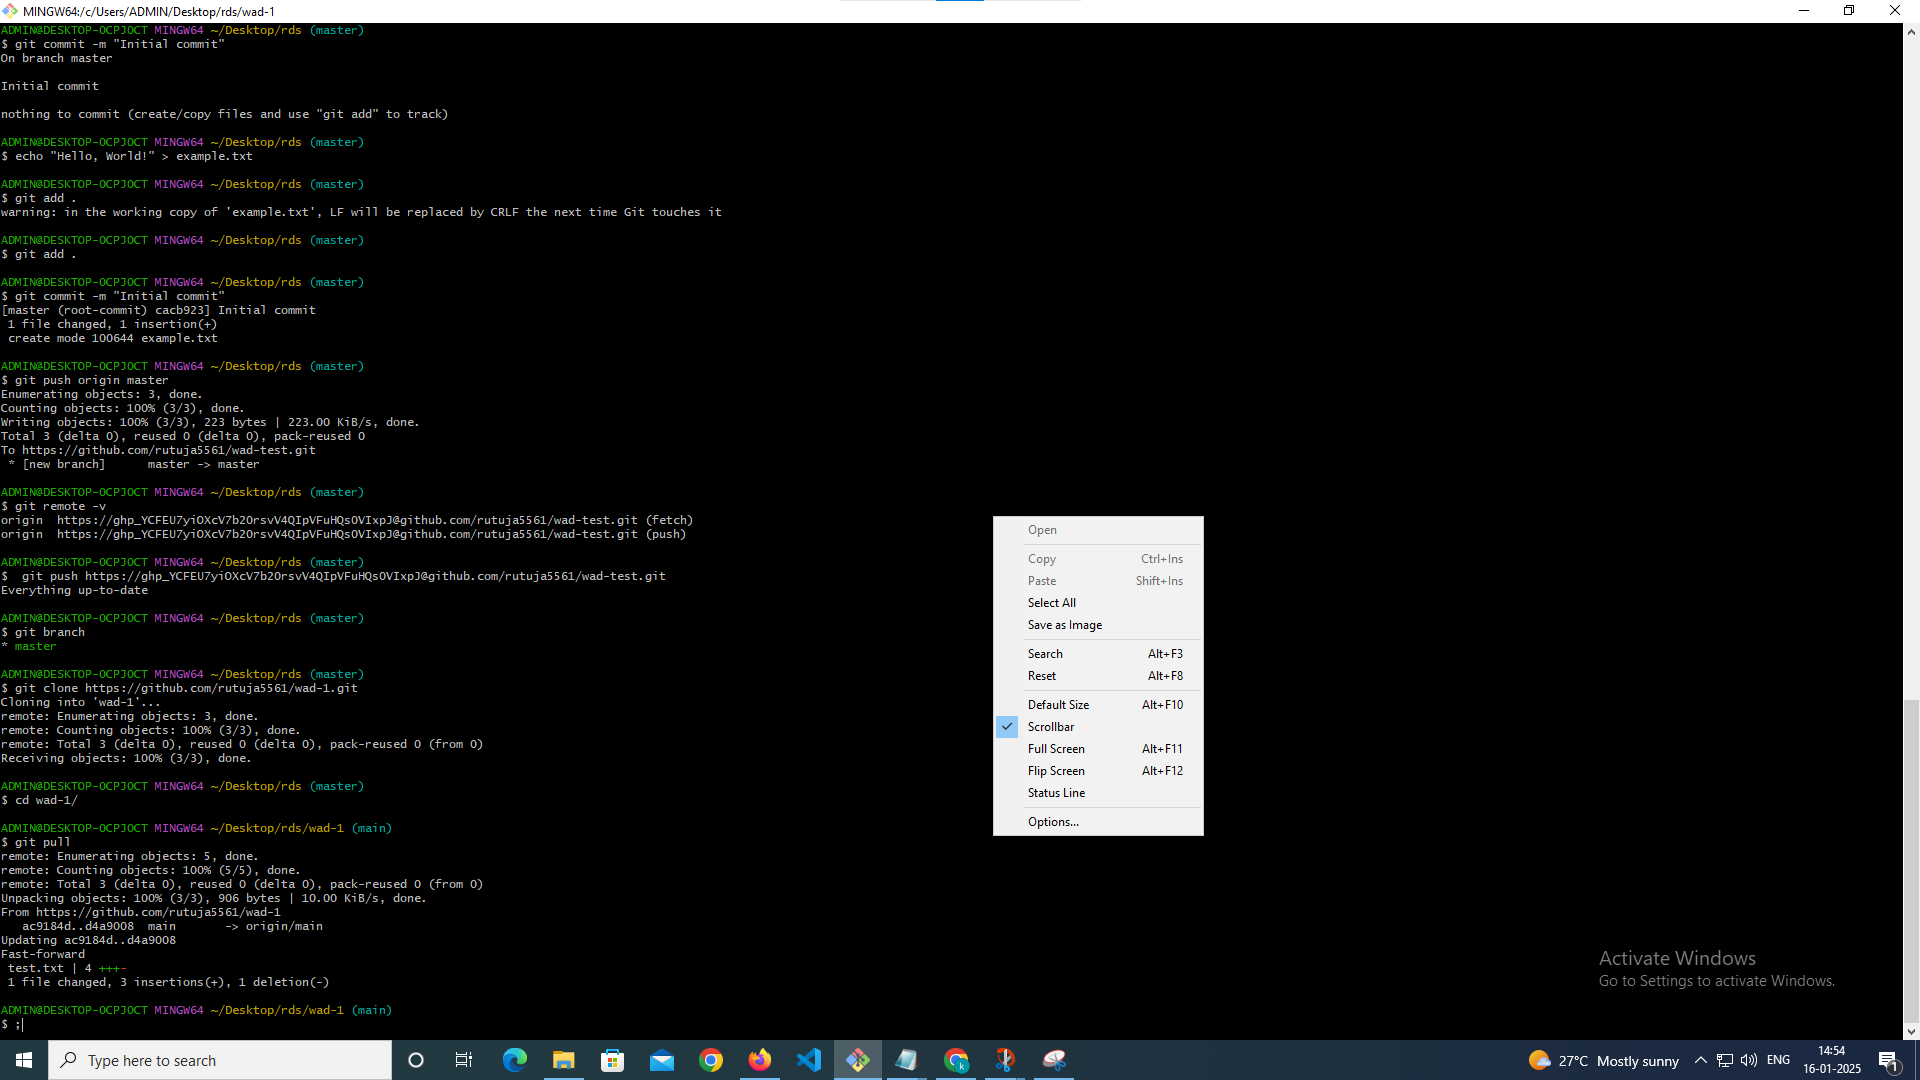 MINGW64:/c/Users/ADMIN/Desktop/rds/wad-1
ADMIN@DESKTOP-OCPJOCT MINGW64 ~/Desktop/rds (master)
$ git commit -m "Initial commit"
On branch master
Initial commit
nothing to commit (create/copy files and use "git add" to track)
ADMIN@DESKTOP-OCPJOCT MINGW64 ~/Desktop/rds (master)
$ echo "Hello, World!" > example.txt
ADMIN@DESKTOP-OCPJOCT MINGW64 ~/Desktop/rds (master)
$ git add .
warning: in the working copy of 'example.txt', LF will be replaced by CRLF the next time Git touches it
ADMIN@DESKTOP-OCPJOCT MINGW64 ~/Desktop/rds (master)
$ git add .
ADMIN@DESKTOP-OCPJOCT MINGW64 ~/Desktop/rds (master)
$ git commit -m "Initial commit"
[master (root-commit) cacb923] Initial commit
1 file changed, 1 insertion(+)
create mode 100644 example.txt
ADMIN@DESKTOP-OCPJOCT MINGW64 ~/Desktop/rds (master)
$ git push origin master
Enumerating objects: 3, done.
Counting objects: 100% (3/3), done.
Writing objects: 100% (3/3), 223 bytes | 223.00 KiB/s, done.
Total 3 (delta 0), reused 0 (delta 0), pack-reused 0
To https://github.com/rutuja5561/wad-test.git
* [new branch]      master -> master
ADMIN@DESKTOP-OCPJOCT MINGW64 ~/Desktop/rds (master)
$ git remote -v
origin  https://ghp_YCFEU7yiOXcV7b2OrsvV4QIpVFuHQsOVIxpJ@github.com/rutuja5561/wad-test.git (fetch)
origin  https://ghp_YCFEU7yiOXcV7b2OrsvV4QIpVFuHQsOVIxpJ@github.com/rutuja5561/wad-test.git (push)
ADMIN@DESKTOP-OCPJOCT MINGW64 ~/Desktop/rds (master)
$  git push https://ghp_YCFEU7yiOXcV7b2OrsvV4QIpVFuHQsOVIxpJ@github.com/rutuja5561/wad-test.git
Everything up-to-date
ADMIN@DESKTOP-OCPJOCT MINGW64 ~/Desktop/rds (master)
$ git branch
* master
ADMIN@DESKTOP-OCPJOCT MINGW64 ~/Desktop/rds (master)
$ git clone https://github.com/rutuja5561/wad-1.git
Cloning into 'wad-1'...
remote: Enumerating objects: 3, done.
remote: Counting objects: 100% (3/3), done.
remote: Total 3 (delta 0), reused 0 (delta 0), pack-reused 0 (from 0)
Receiving objects: 100% (3/3), done.
ADMIN@DESKTOP-OCPJOCT MINGW64 ~/Desktop/rds (master)
$ cd wad-1/
ADMIN@DESKTOP-OCPJOCT MINGW64 ~/Desktop/rds/wad-1 (main)
$ git pull
remote: Enumerating objects: 5, done.
remote: Counting objects: 100% (5/5), done.
remote: Total 3 (delta 0), reused 0 (delta 0), pack-reused 0 (from 0)
Unpacking objects: 100% (3/3), 906 bytes | 10.00 KiB/s, done.
From https://github.com/rutuja5561/wad-1
ac9184d..d4a9008  main       -> origin/main
Updating ac9184d..d4a9008
Fast-forward
test.txt | 4 +++-
1 file changed, 3 insertions(+), 1 deletion(-)
ADMIN@DESKTOP-OCPJOCT MINGW64 ~/Desktop/rds/wad-1 (main)
$ ;
Open
Copy Ctrl+Ins
Paste Shift+Ins
Select All
Save as Image
Search Alt+F3
Reset Alt+F8
Default Size Alt+F10
Scrollbar
Full Screen Alt+F11
Flip Screen Alt+F12
Status Line
Options...
Activate Windows
Go to Settings to activate Windows.
Type here to search
27°C Mostly sunny
ENG
14:54
16-01-2025
1